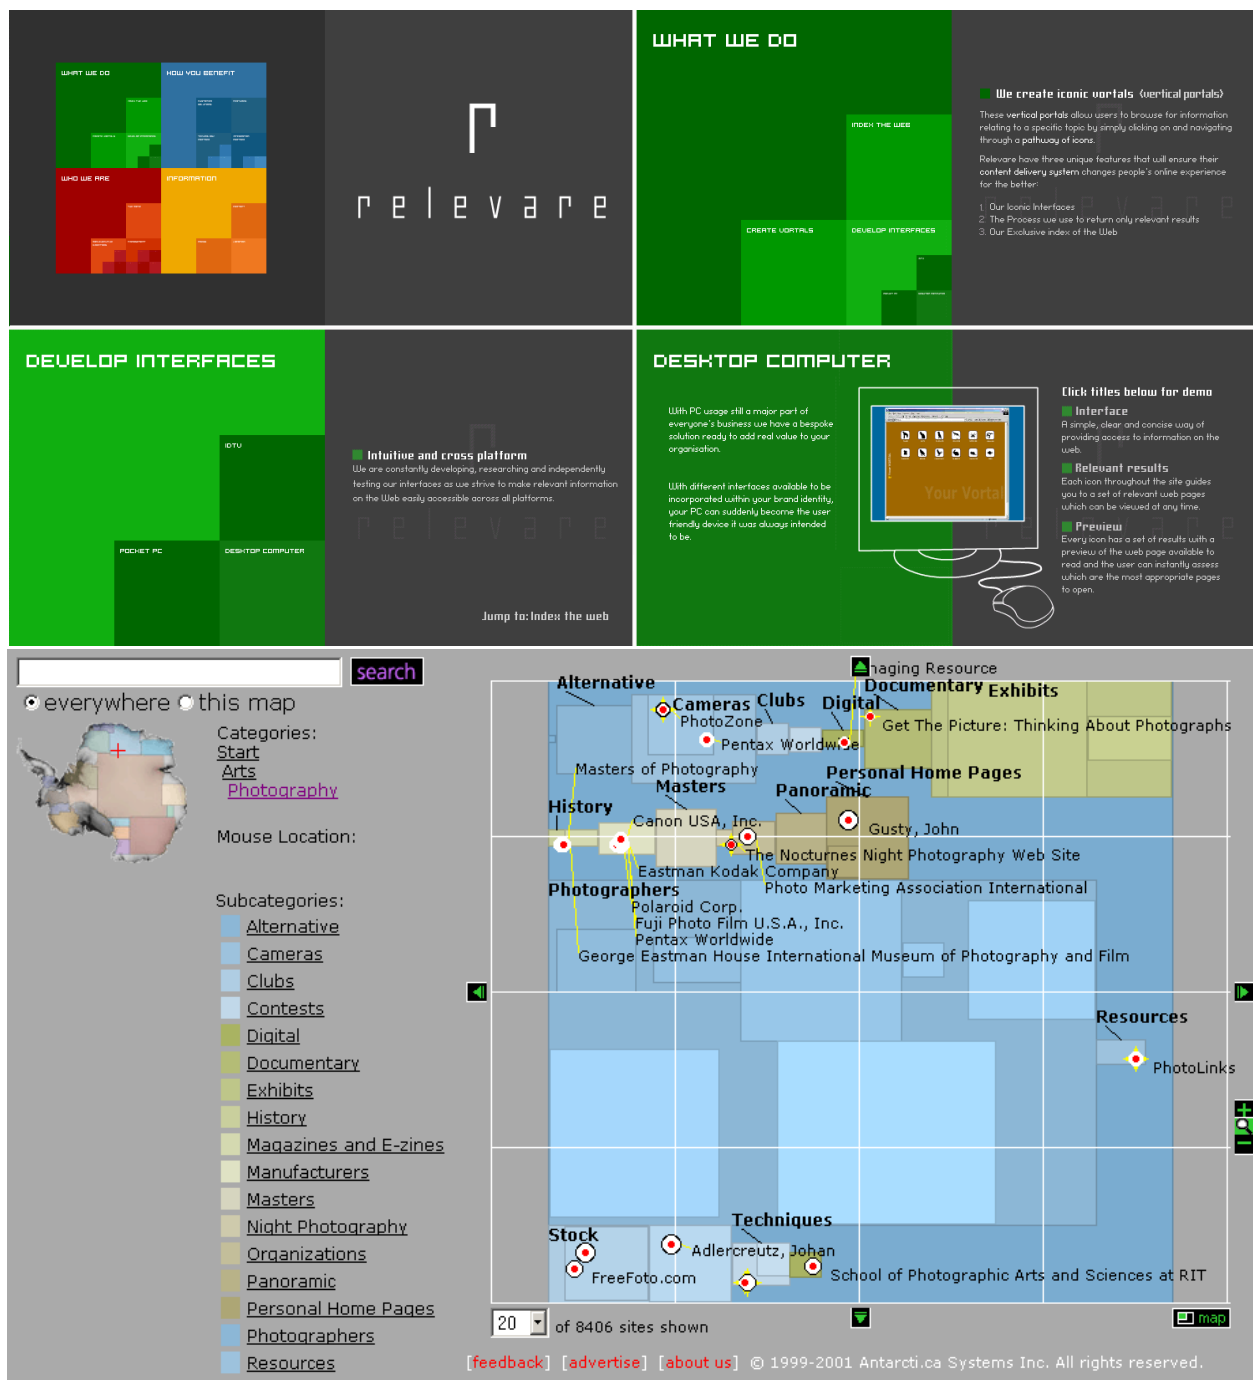 WHAT WE DO
HOW YOU BENEFIT
WHO WE ARE
INFORMATION
relevare
WHAT WE DO
INDEX THE WEB
CREATE VORTALS
DEVELOP INTERFACES
We create iconic vortals (vertical portals)
These vertical portals allow users to browse for information
relating to a specific topic by simply clicking on and navigating
through a pathway of icons.
Relevare have three unique features that will ensure their
content delivery system changes people's online experience
for the better:
1. Our Iconic Interfaces
2. The Process we use to return only relevant results
3. Our Exclusive index of the Web
DEVELOP INTERFACES
IDTV
POCKET PC
DESKTOP COMPUTER
Intuitive and cross platform
We are constantly developing, researching and independently
testing our interfaces as we strive to make relevant information
on the Web easily accessible across all platforms.
relevare
Jump to: Index the web
DESKTOP COMPUTER
With PC usage still a major part of
everyone's business we have a bespoke
solution ready to add real value to your
organisation.
With different interfaces available to be
incorporated within your brand identity,
your PC can suddenly become the user
friendly device it was always intended
to be.
Your Vortal
Click titles below for demo
Interface
A simple, clear and concise way of
providing access to information on the
web.
Relevant results
Each icon throughout the site guides
you to a set of relevant web pages
which can be viewed at any time.
Preview
Every icon has a set of results with a
preview of the web page available to
read and the user can instantly assess
which are the most appropriate pages
to open.
search
everywhere this map
Categories:
Start
Arts
Photography
Mouse Location:
Subcategories:
Alternative
Cameras
Clubs
Contests
Digital
Documentary
Exhibits
History
Magazines and E-zines
Manufacturers
Masters
Night Photography
Organizations
Panoramic
Personal Home Pages
Photographers
Resources
maging Resource
Alternative
Documentary
Exhibits
Cameras
Clubs
Digital
PhotoZone
Get The Picture: Thinking About Photographs
Pentax Worldwide
Masters of Photography
Personal Home Pages
Masters
Panoramic
History
Canon USA, Inc.
Gusty, John
The Nocturnes Night Photography Web Site
Eastman Kodak Company
Photographers
Photo Marketing Association International
Polaroid Corp.
Fuji Photo Film U.S.A., Inc.
Pentax Worldwide
George Eastman House International Museum of Photography and Film
Resources
PhotoLinks
Techniques
Stock
Adlercreutz, Johan
FreeFoto.com
School of Photographic Arts and Sciences at RIT
20 of 8406 sites shown
map
[feedback] [advertise] [about us] © 1999-2001 Antarcti.ca Systems Inc. All rights reserved.